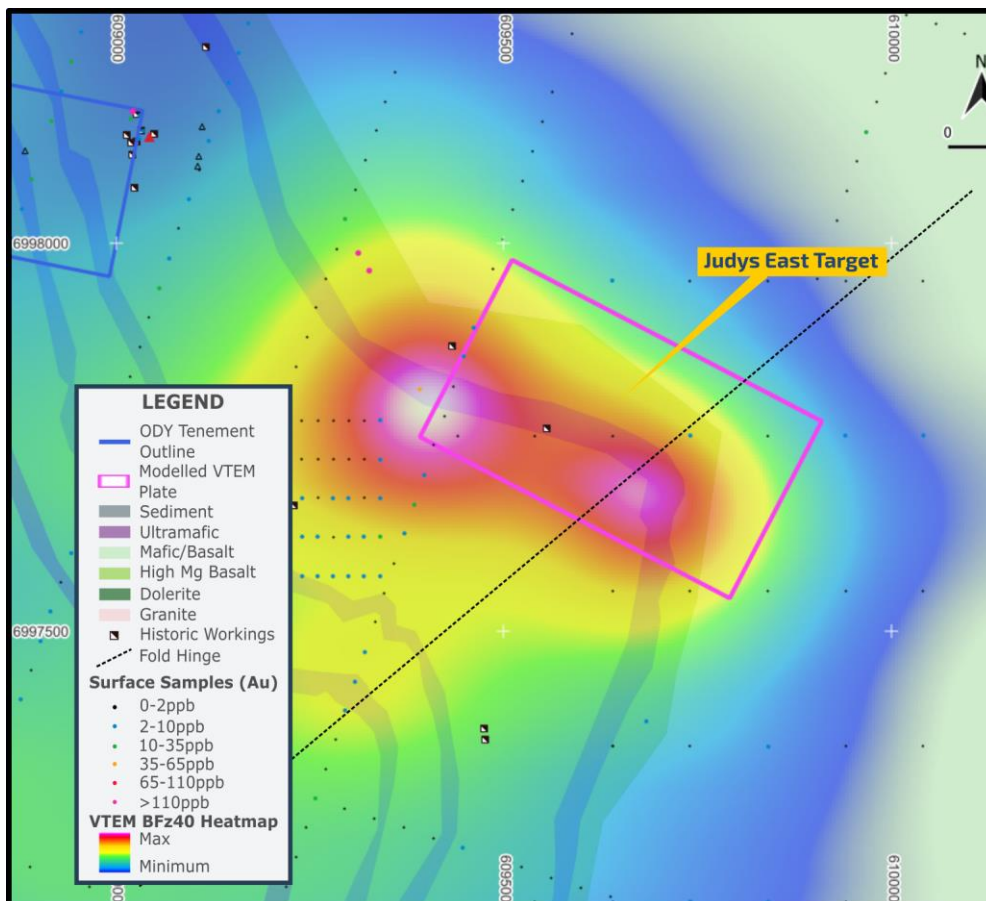 609000
609500
610000
N
0
6998000
Judys East Target
LEGEND
ODY Tenement
Outline
Modelled VTEM
Plate
Sediment
Ultramafic
Mafic/Basalt
High Mg Basalt
Dolerite
Granite
Historic Workings
Fold Hinge
6997500
Surface Samples (Au)
0-2ppb
2-10ppb
10-35ppb
35-65ppb
65-110ppb
>110ppb
VTEM BFz40 Heatmap
Max
Minimum
609500
610000